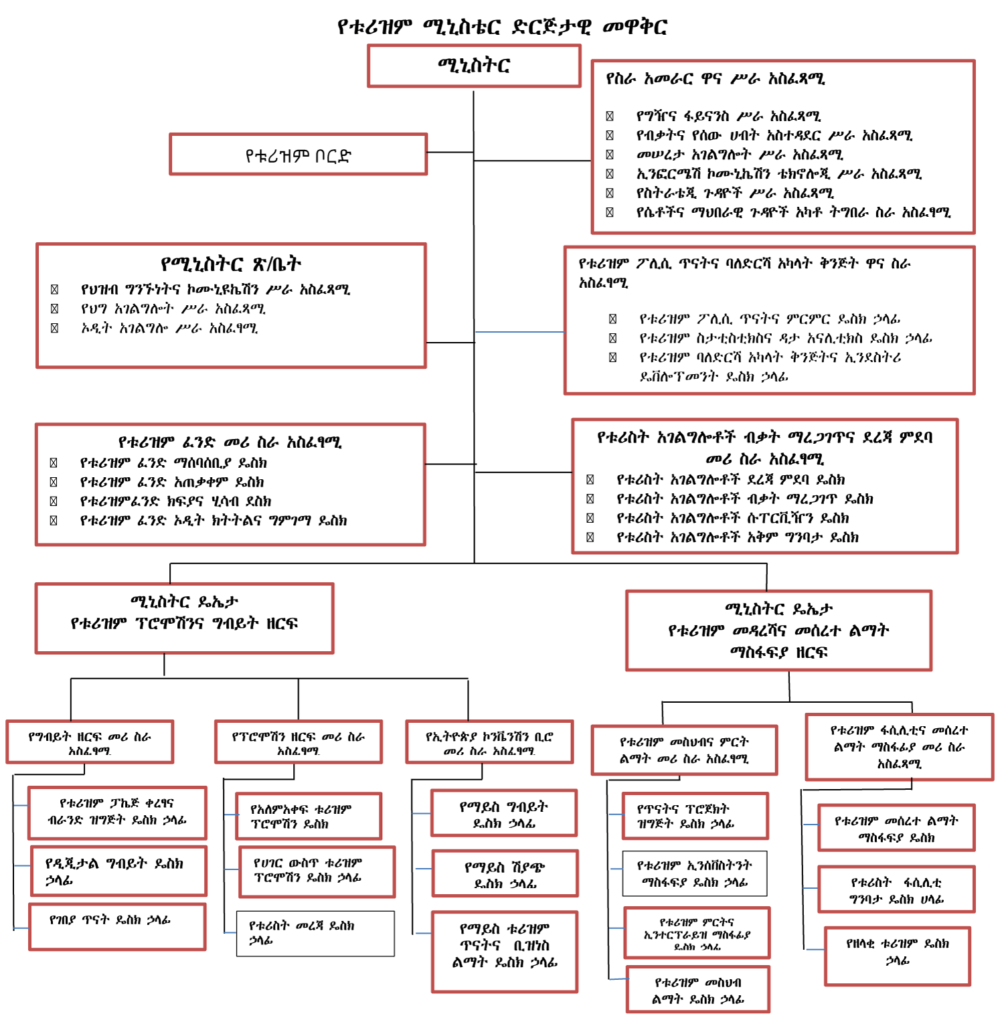 የቱሪዝም ሚኒስቴር ድርጅታዊ መዋቅር
ሚኒስትር
የስራ አመራር ዋና ሥራ አስፈጻሚ
የግዥና ፋይናንስ ሥራ አስፈጻሚ
የብቃትና የሰው ሀብት አስተዳደር ሥራ አስፈጻሚ
መሠረታ አገልግሎት ሥራ አስፈጻሚ
ኢንፎርሜሽ ኮሙኒኬሽን ቴክኖሎጂ ሥራ አስፈጻሚ
የስትራቴጂ ጉዳዮች ሥራ አስፈጻሚ
የሴቶችና ማህበራዊ ጉዳዮች አካቶ ትግበራ ስራ አስፈፃሚ
የቱሪዝም ቦርድ
የሚኒስትር ጽ/ቤት
የህዝብ ግንኙነትና ኮሙኒዩኬሽን ሥራ አስፈጻሚ
የህግ አገልግሎት ሥራ አስፈጻሚ
ኦዲት አገልግሎ ሥራ አስፈፃሚ
የቱሪዝም ፖሊሲ ጥናትና ባለድርሻ አካላት ቅንጅት ዋና ስራ
አስፈኙሚ
የቱሪዝም ፖሊሲ ጥናትና ምርምር ዴስክ ኃላፊ
የቱሪዝም ስታቲስቲክስና ዳታ አናሊቲክስ ዴስክ ኃላፊ
የቱሪዝም ባለድርሻ አካላት ቅንጅትና ኢንደስትሪ
ዴቨሎፕመንት ዴስክ ኃላፊ
የቱሪዝም ፈንድ መሪ ስራ አስፈፃሚ
የቱሪዝም ፈንድ ማሰባሰቢያ ዴስክ
የቱሪዝም ፈንድ አጠቃቀም ዴስክ
የቱሪዝምፈንድ ክፍያና ሂሳብ ደስክ
የቱሪዝም ፈንድ ኦዲት ክትትልና ግምገማ ዴስክ
የቱሪስት አገልግሎቶች ብቃት ማረጋገጥና ደረጃ ምደባ
መሪ ስራ አስፈፃሚ
የቱሪስት አገልግሎቶች ደረጃ ምደባ ዴስክ
የቱሪስት አገልግሎቶች ብቃት ማረጋገጥ ዴስክ
የቱሪስት አገልግሎቶች ሱፐርቪዥን ዴስክ
የቱሪስት አገልግሎቶች አቅም ግንባታ ዴስክ
ሚኒስትር ዴኤታ
የቱሪዝም ፕሮሞሽንና ግብይት ዘርፍ
ሚኒስትር ዴኤታ
የቱሪዝም መዳረሻና መሰረተ ልማት
ማስፋፍያ ዘርፍ
የግብይት ዘርፍ መሪ ስራ
አስፈፃሚ
የፕሮሞሽን ዘርፍ መሪ ስራ
አስፈፃሚ
የኢትዮጵያ ኮንቬንሽን ቢሮ
መሪ ስራ አስፈፃሚ
የቱሪዝም መስህብና ምርት
ልማት መሪ ስራ አስፈፃሚ
የቱሪዝም ፋሲሊቲና መሰረተ
ልማት ማስፋፊያ መሪ ስራ
አስፈጻሚ
የቱሪዝም ፓኬጅ ቀረፃና
ብራንድ ዝግጅት ዴስክ ኃላፊ
የዲጂታል ግብይት ዴስክ
ኃላፊ
የገበያ ጥናት ዴስክ ኃላፊ
የአለምአቀፍ ቱሪዝም
ፕሮሞሽን ዴስክ
የሀገር ውስጥ ቱሪዝም
ፕሮሞሽን ዴስክ ኃላፊ
የቱሪስት መረጃ ዴስክ
ኃላፊ
የማይስ ግብይት
ዴስክ ኃላፊ
የማይስ ሽያጭ
ዴስክ ኃላፊ
የማይስ ቱሪዝም
ጥናትና ቢዝነስ
ልማት ዴስክ ኃላፊ
የጥናትና ፕሮጀክት
ዝግጅት ዴስክ ኃላፊ
የቱሪዝም ኢንሰቨስትንት
ማስፋፍያ ዴስክ ኃላፊ
የቱሪዝም ምርትና
ኢንተርፕራይዝ ማስፋፊያ
ዴስክ ኃላፊ
የቱሪዝም መስህብ
ልማት ዴስክ ኃላፊ
የቱሪዝም መሰረተ ልማት
ማስፋፍያ ዴስክ
የቱሪስት ፋሲሊቲ
ግንባታ ዴስክ ሀላፊ
የዘላቂ ቱሪዝም ዴስክ
ኃላፊ